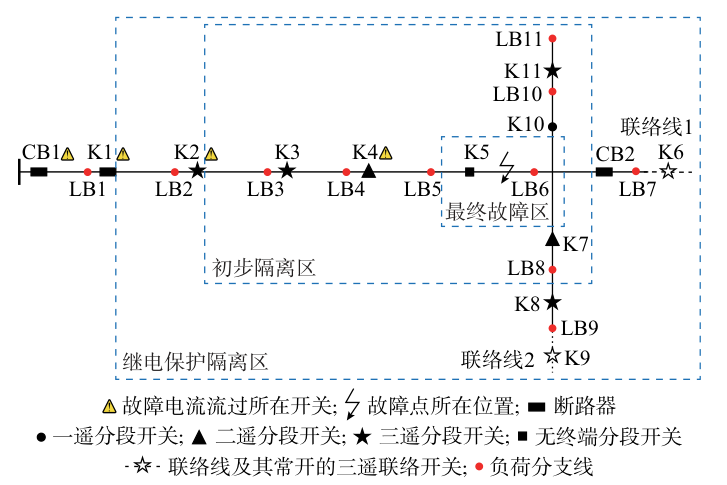 LB11
K11
LB10
K10
联络线1
CB1 K1 K2 K3 K4 K5 CB2 K6
LB1 LB2 LB3 LB4 LB5 LB6 LB7
最终故障区
K7
初步隔离区
LB8
K8
LB9
继电保护隔离区
联络线2 K9
故障电流流过所在开关; 故障点所在位置; 断路器
一遥分段开关; 二遥分段开关; 三遥分段开关; 无终端分段开关
联络线及其常开的三遥联络开关; 负荷分支线